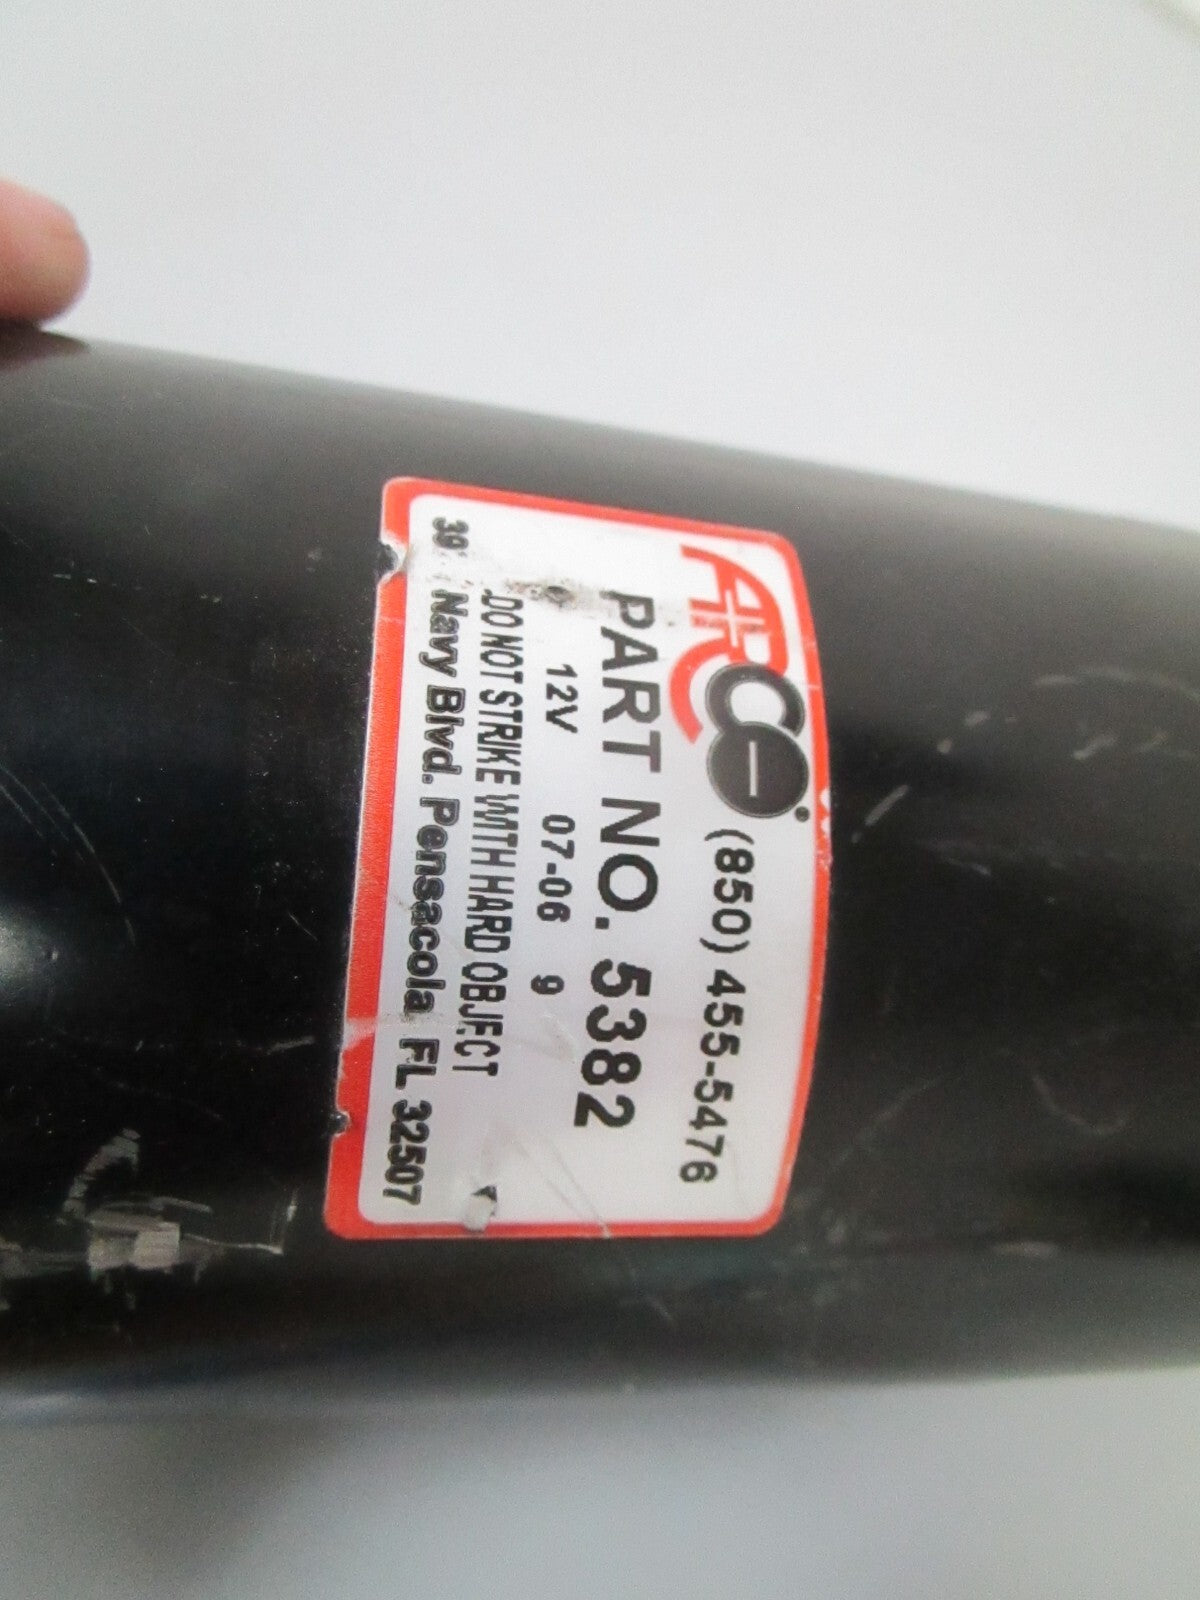 ARCO
(850) 455-5476
PART NO. 5382
12V 07-06 9
DO NOT STRIKE WITH HARD OBJECT
Navy Blvd. Pensacola FL 32507